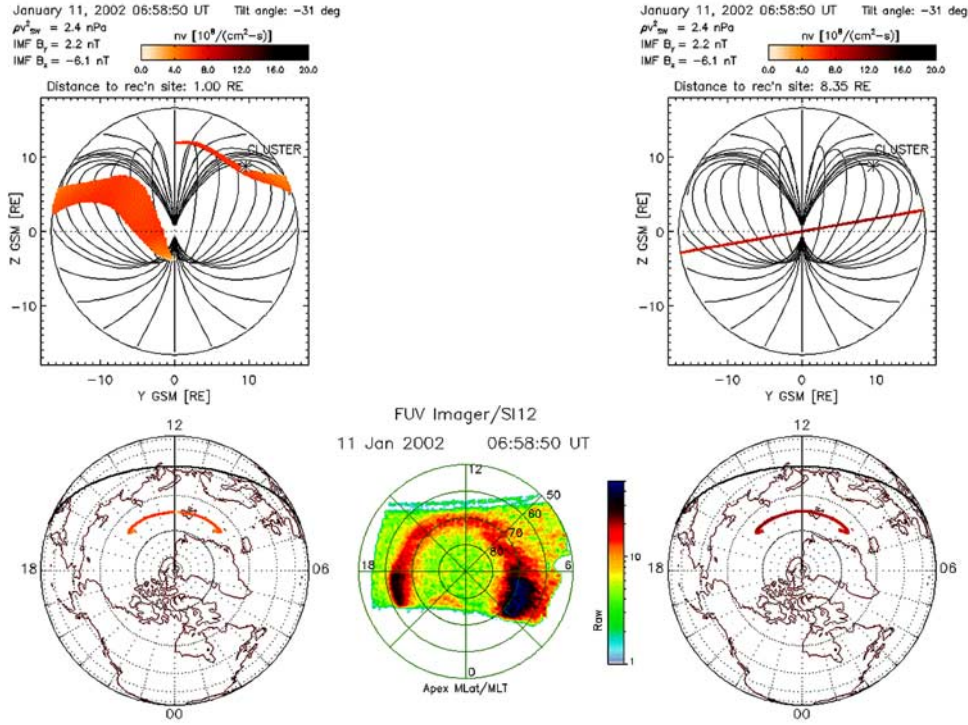 January 11, 2002 06:58:50 UT Tilt angle: −31 deg
ρv²sw = 2.4 nPa
IMF By = 2.2 nT
IMF Bz = −6.1 nT
nv [10⁸/(cm²−s)]
0.0 4.0 8.0 12.0 16.0 20.0
Distance to rec'n site: 1.00 RE
CLUSTER
Z GSM [RE]
10
0
−10
−10 0 10
Y GSM [RE]
January 11, 2002 06:58:50 UT Tilt angle: −31 deg
ρv²sw = 2.4 nPa
IMF By = 2.2 nT
IMF Bz = −6.1 nT
nv [10⁸/(cm²−s)]
0.0 4.0 8.0 12.0 16.0 20.0
Distance to rec'n site: 8.35 RE
CLUSTER
Z GSM [RE]
10
0
−10
−10 0 10
Y GSM [RE]
12
18
06
00
FUV Imager/SI12
11 Jan 2002 06:58:50 UT
12
50
60
70
80
18
6
0
Apex MLat/MLT
10
1
Raw
12
18
06
00